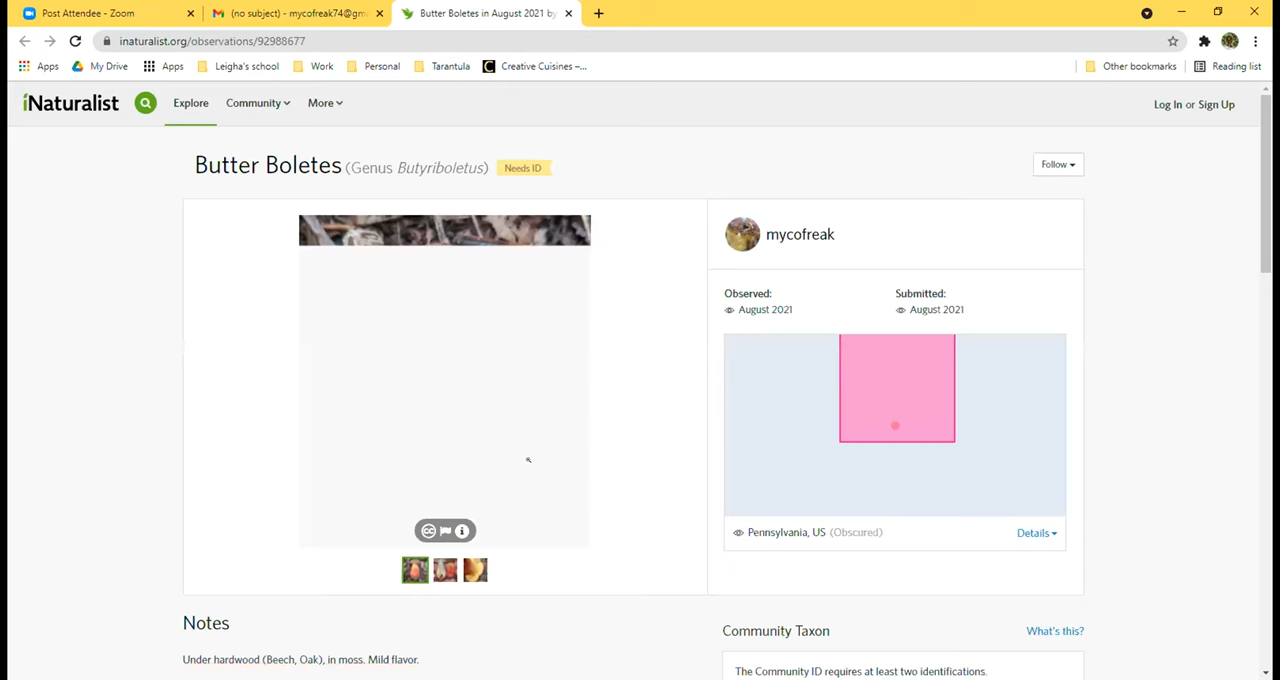 Post Attendee - Zoom
(no subject) - mycofreak74@gm
Butter Boletes in August 2021 by
inaturalist.org/observations/92988677
Apps My Drive Apps Leigha's school Work Personal Tarantula Creative Cuisines –... Other bookmarks Reading list
iNaturalist Explore Community More Log In or Sign Up
Butter Boletes (Genus Butyriboletus) Needs ID Follow
mycofreak
Observed: Submitted:
August 2021 August 2021
Pennsylvania, US (Obscured) Details
Notes
Community Taxon What's this?
Under hardwood (Beech, Oak), in moss. Mild flavor.
The Community ID requires at least two identifications.